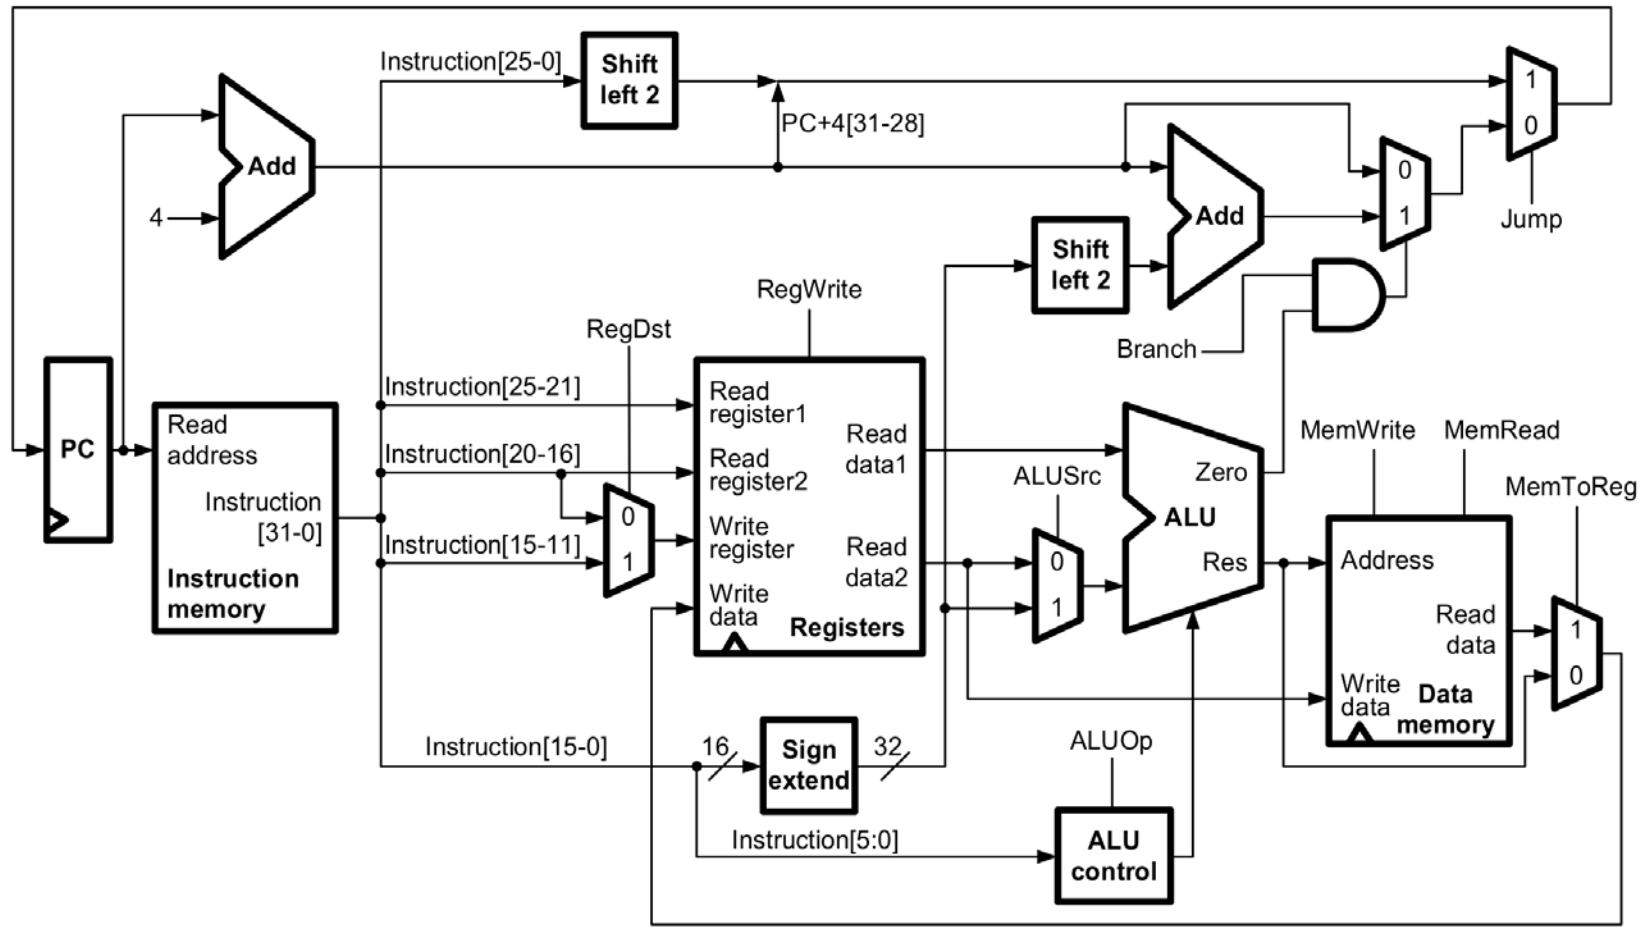 Instruction[25-0]
Shift
left 2
1
0
PC+4[31-28]
Add
4
0
1
Jump
Add
Shift
left 2
RegWrite
RegDst
Branch
PC
Read
address
Instruction
[31-0]
Instruction
memory
Instruction[25-21]
Instruction[20-16]
Instruction[15-11]
0
1
Read
register1
Read
register2
Write
register
Write
data
Read
data1
Read
data2
Registers
ALUSrc
0
1
Zero
ALU
Res
MemWrite
MemRead
MemToReg
Address
Read
data
Write
data
Data
memory
1
0
Instruction[15-0]
16
Sign
extend
32
ALUOp
Instruction[5:0]
ALU
control